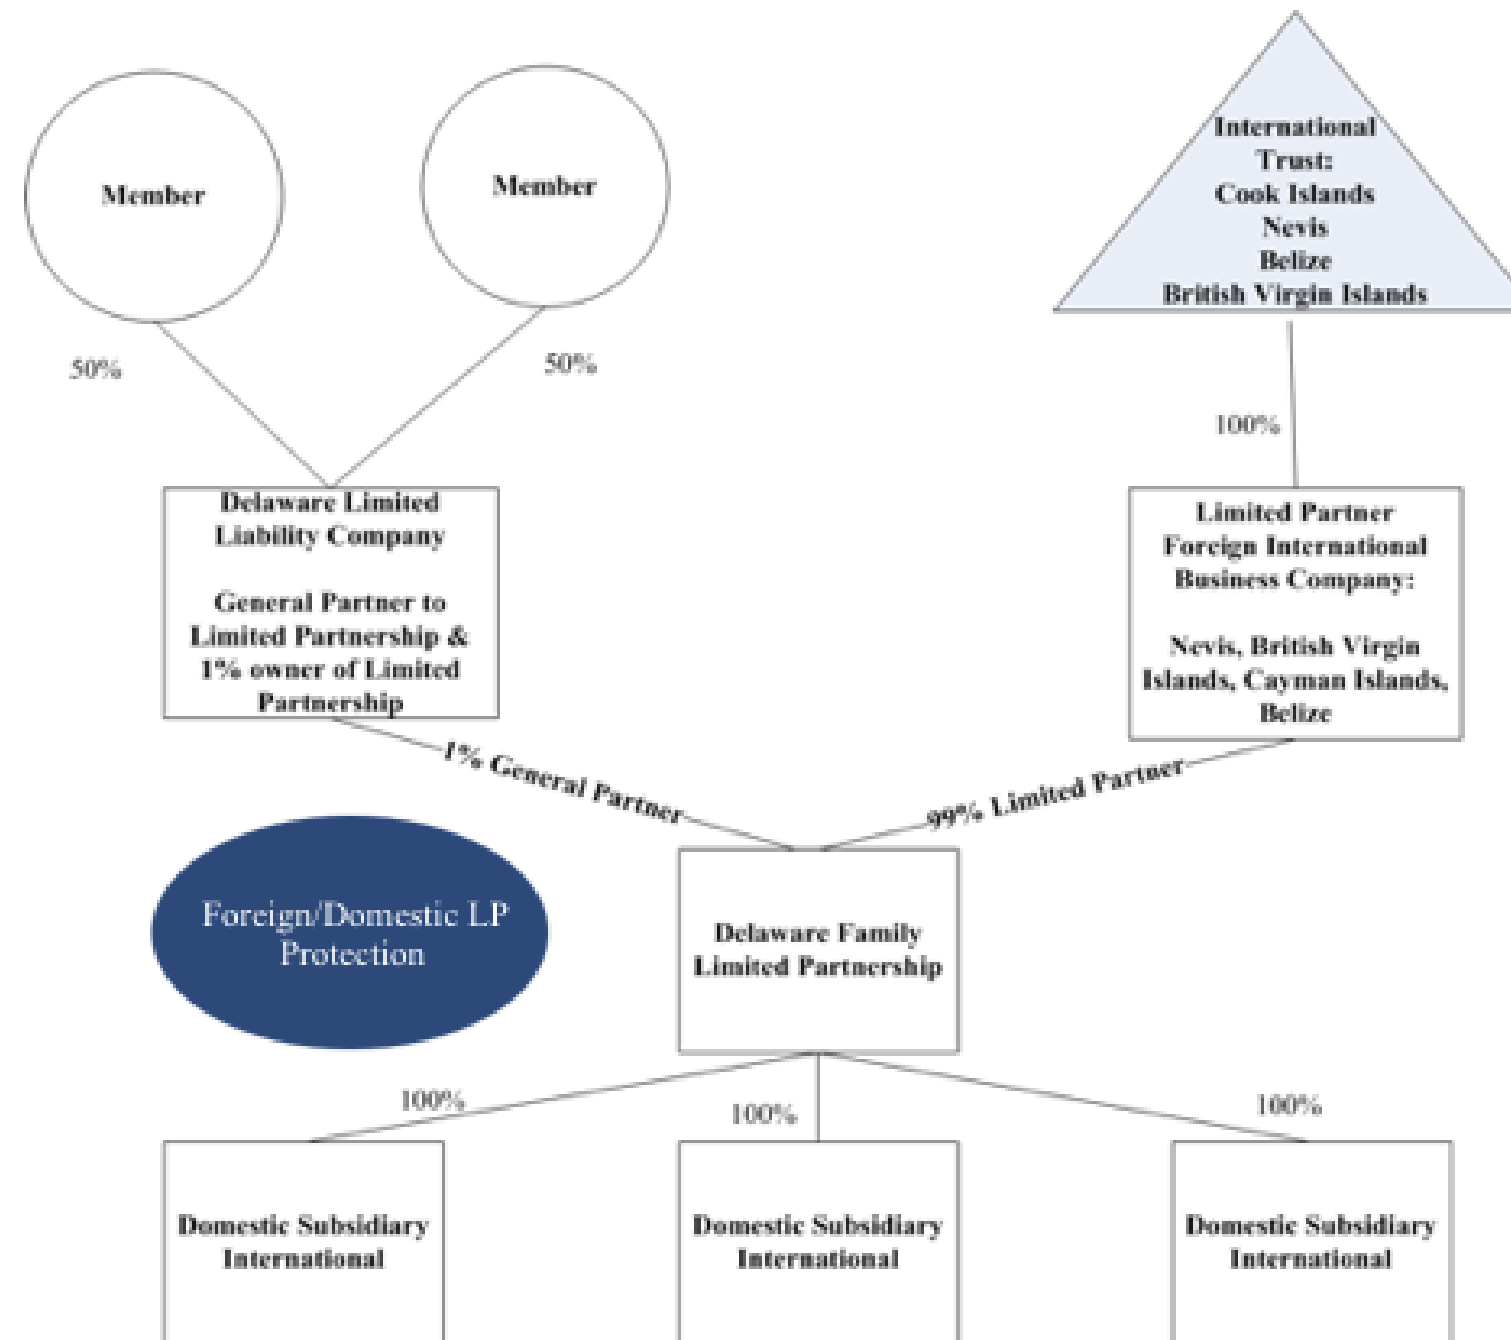 Member
Member
International
Trust:
Cook Islands
Nevis
Belize
British Virgin Islands
50%
50%
100%
Delaware Limited
Liability Company
General Partner to
Limited Partnership &
1% owner of Limited
Partnership
Limited Partner
Foreign International
Business Company:
Nevis, British Virgin
Islands, Cayman Islands,
Belize
1% General Partner
99% Limited Partner
Foreign/Domestic LP
Protection
Delaware Family
Limited Partnership
100%
100%
100%
Domestic Subsidiary
International
Domestic Subsidiary
International
Domestic Subsidiary
International